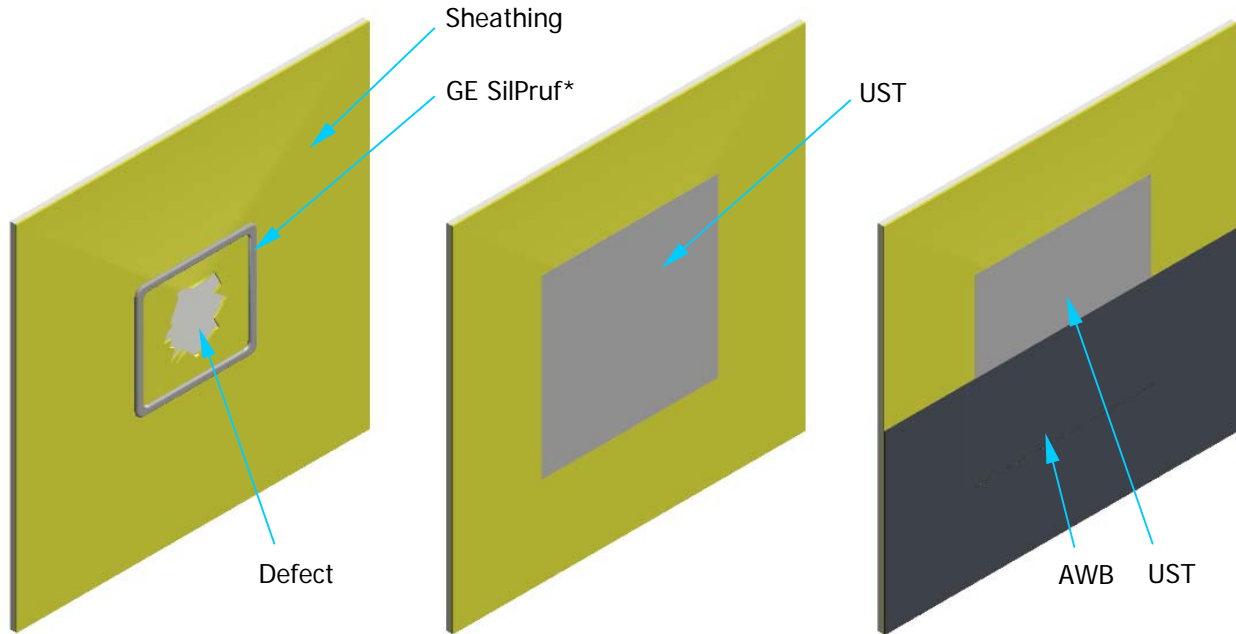 Sheathing
GE SilPruf*
Defect
UST
AWB
UST